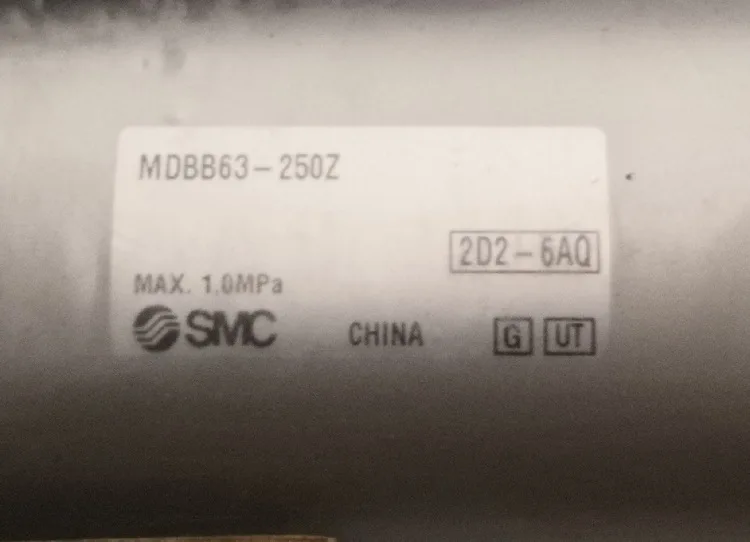 MDBB63-250Z
2D2-6AQ
MAX. 1.0MPa
SMC CHINA G UT